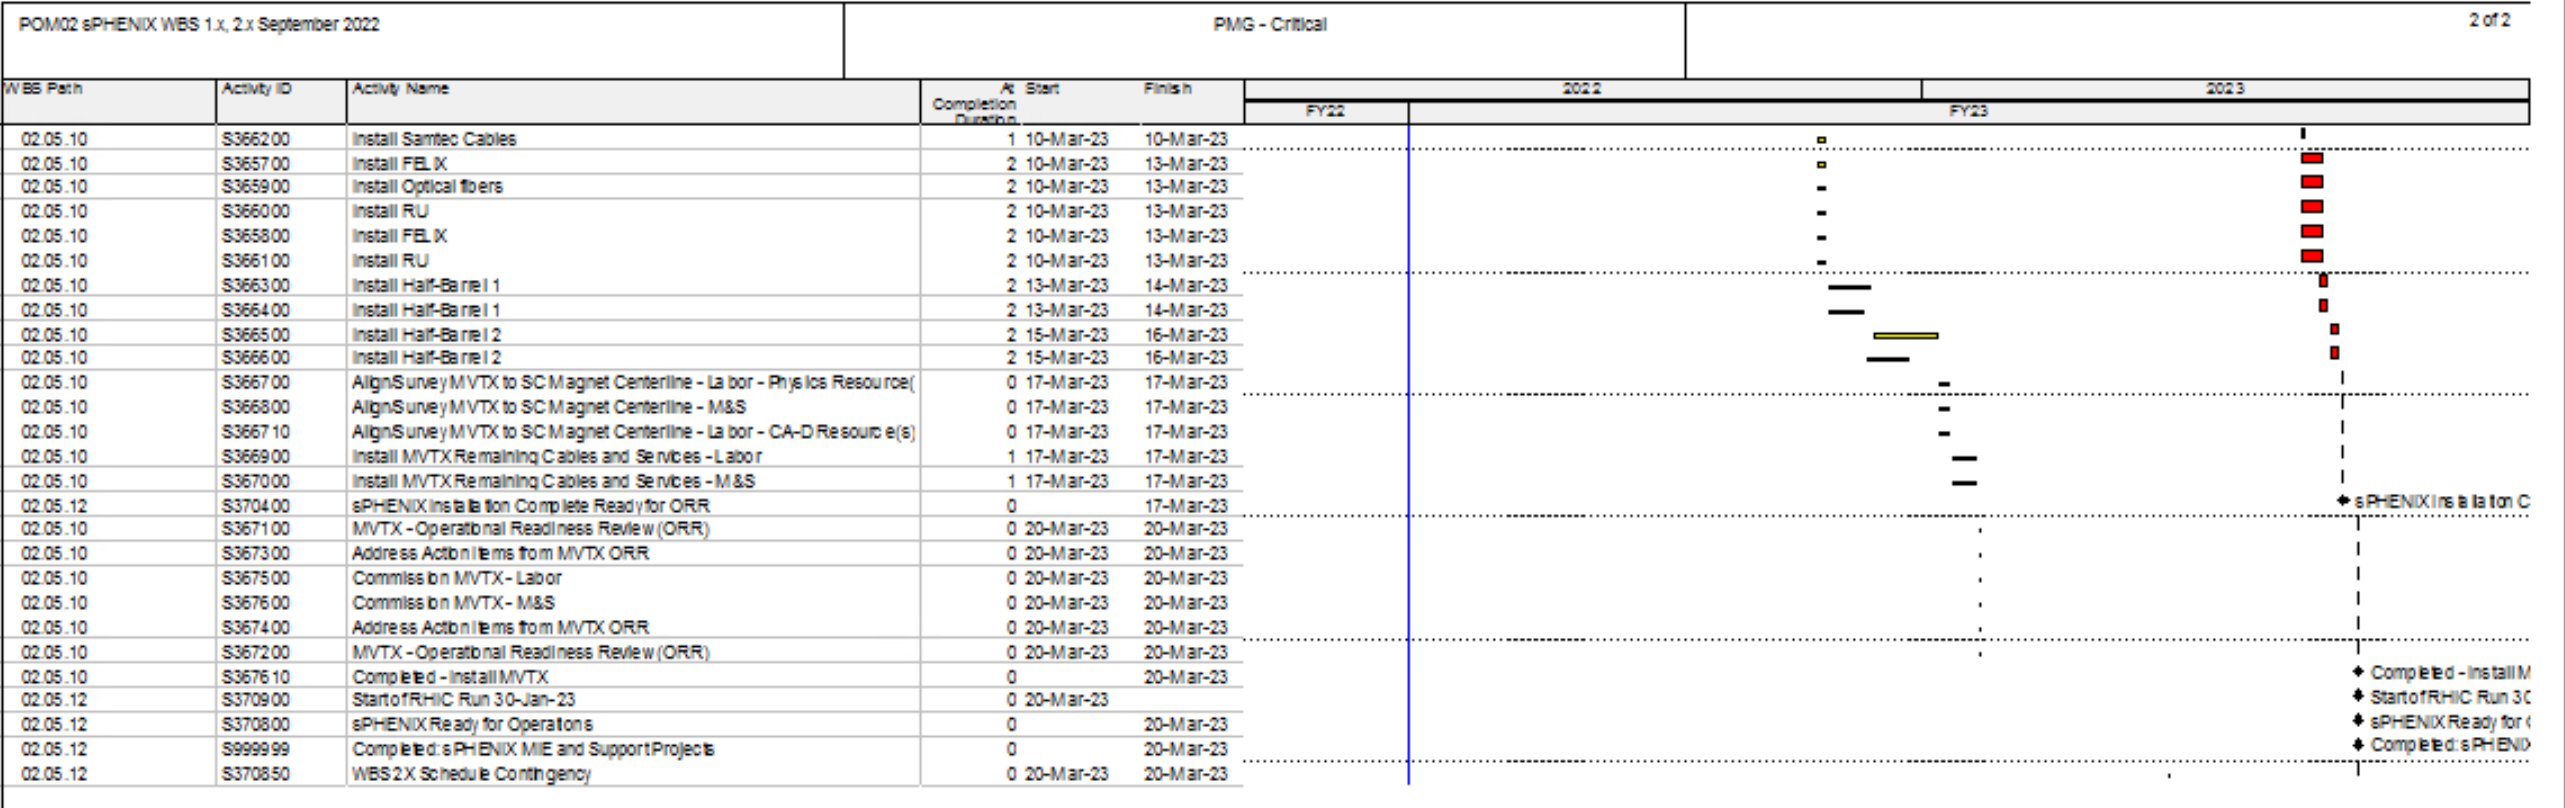 POM02 sPHENIX WBS 1.x, 2.x September 2022 PMG - Critical 2 of 2
WBS Path Activity ID Activity Name At Completion Duration Start Finish 2022 2023
FY22 FY23
02.05.10 S366200 Install Samtec Cables 1 10-Mar-23 10-Mar-23
02.05.10 S365700 Install FELIX 2 10-Mar-23 13-Mar-23
02.05.10 S365900 Install Optical fibers 2 10-Mar-23 13-Mar-23
02.05.10 S366000 Install RU 2 10-Mar-23 13-Mar-23
02.05.10 S365800 Install FELIX 2 10-Mar-23 13-Mar-23
02.05.10 S366100 Install RU 2 10-Mar-23 13-Mar-23
02.05.10 S366300 Install Half-Barrel 1 2 13-Mar-23 14-Mar-23
02.05.10 S366400 Install Half-Barrel 1 2 13-Mar-23 14-Mar-23
02.05.10 S366500 Install Half-Barrel 2 2 15-Mar-23 16-Mar-23
02.05.10 S366600 Install Half-Barrel 2 2 15-Mar-23 16-Mar-23
02.05.10 S366700 Align/Survey MVTX to SC Magnet Centerline - Labor - Physics Resource( 0 17-Mar-23 17-Mar-23
02.05.10 S366800 Align/Survey MVTX to SC Magnet Centerline - M&S 0 17-Mar-23 17-Mar-23
02.05.10 S366710 Align/Survey MVTX to SC Magnet Centerline - Labor - CA-D Resource(s) 0 17-Mar-23 17-Mar-23
02.05.10 S366900 Install MVTX Remaining Cables and Services - Labor 1 17-Mar-23 17-Mar-23
02.05.10 S367000 Install MVTX Remaining Cables and Services - M&S 1 17-Mar-23 17-Mar-23
02.05.12 S370400 sPHENIX Installation Complete Ready for ORR 0 17-Mar-23 sPHENIX Installation C
02.05.10 S367100 MVTX - Operational Readiness Review (ORR) 0 20-Mar-23 20-Mar-23
02.05.10 S367300 Address Action Items from MVTX ORR 0 20-Mar-23 20-Mar-23
02.05.10 S367500 Commission MVTX - Labor 0 20-Mar-23 20-Mar-23
02.05.10 S367600 Commission MVTX - M&S 0 20-Mar-23 20-Mar-23
02.05.10 S367400 Address Action Items from MVTX ORR 0 20-Mar-23 20-Mar-23
02.05.10 S367200 MVTX - Operational Readiness Review (ORR) 0 20-Mar-23 20-Mar-23
02.05.10 S367610 Completed - Install MVTX 0 20-Mar-23 Completed - Install M
02.05.12 S370900 Start of RHIC Run 30-Jan-23 0 20-Mar-23 Start of RHIC Run 30
02.05.12 S370800 sPHENIX Ready for Operations 0 20-Mar-23 sPHENIX Ready for
02.05.12 S999999 Completed: sPHENIX MIE and Support Projects 0 20-Mar-23 Completed: sPHENIX
02.05.12 S370850 WBS 2.X Schedule Contingency 0 20-Mar-23 20-Mar-23